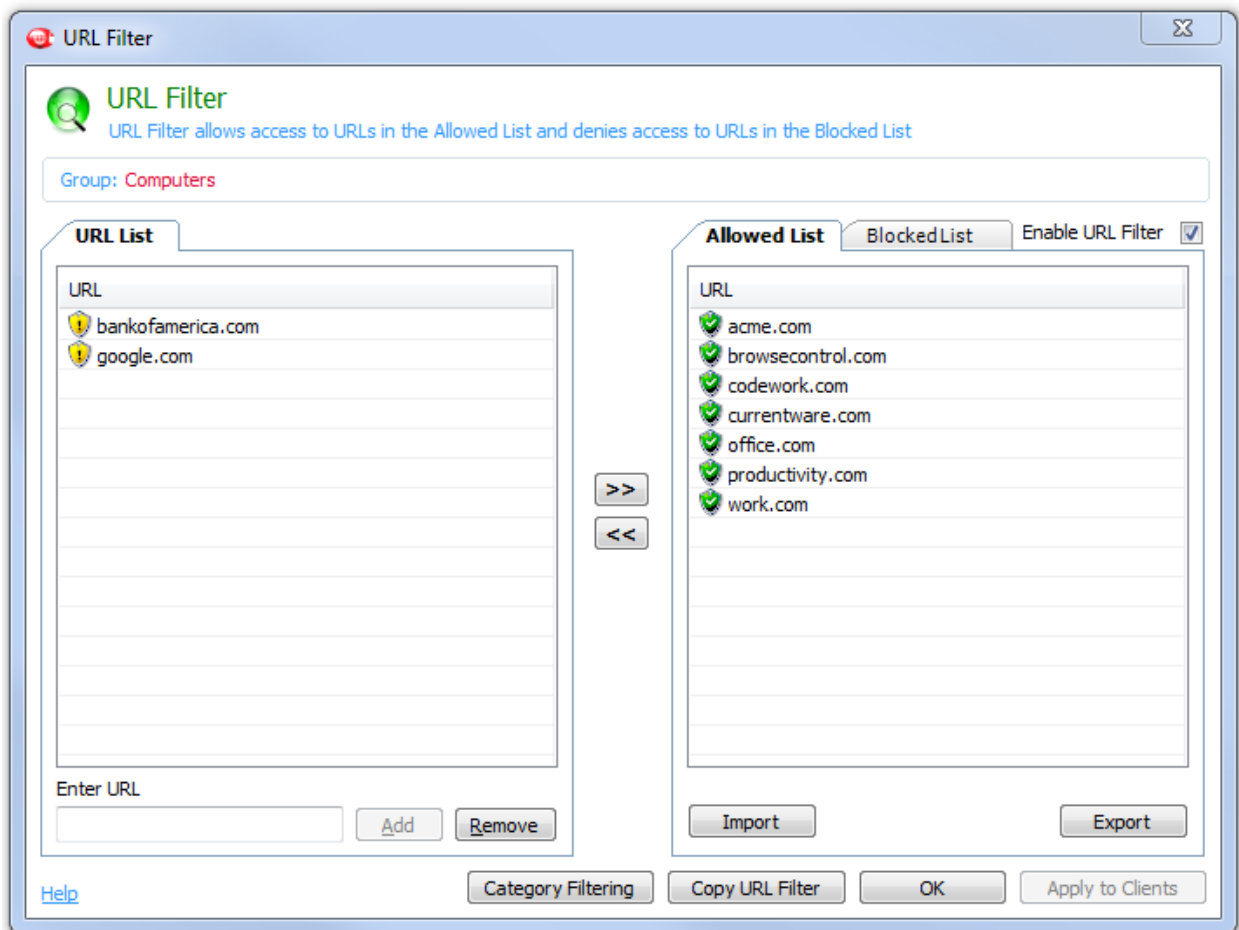 URL Filter
URL Filter
URL Filter allows access to URLs in the Allowed List and denies access to URLs in the Blocked List
Group: Computers
URL List
Allowed List
BlockedList
Enable URL Filter
URL
bankofamerica.com
google.com
URL
acme.com
browsecontrol.com
codework.com
currentware.com
office.com
productivity.com
work.com
>>
<<
Enter URL
Add
Remove
Import
Export
Help
Category Filtering
Copy URL Filter
OK
Apply to Clients